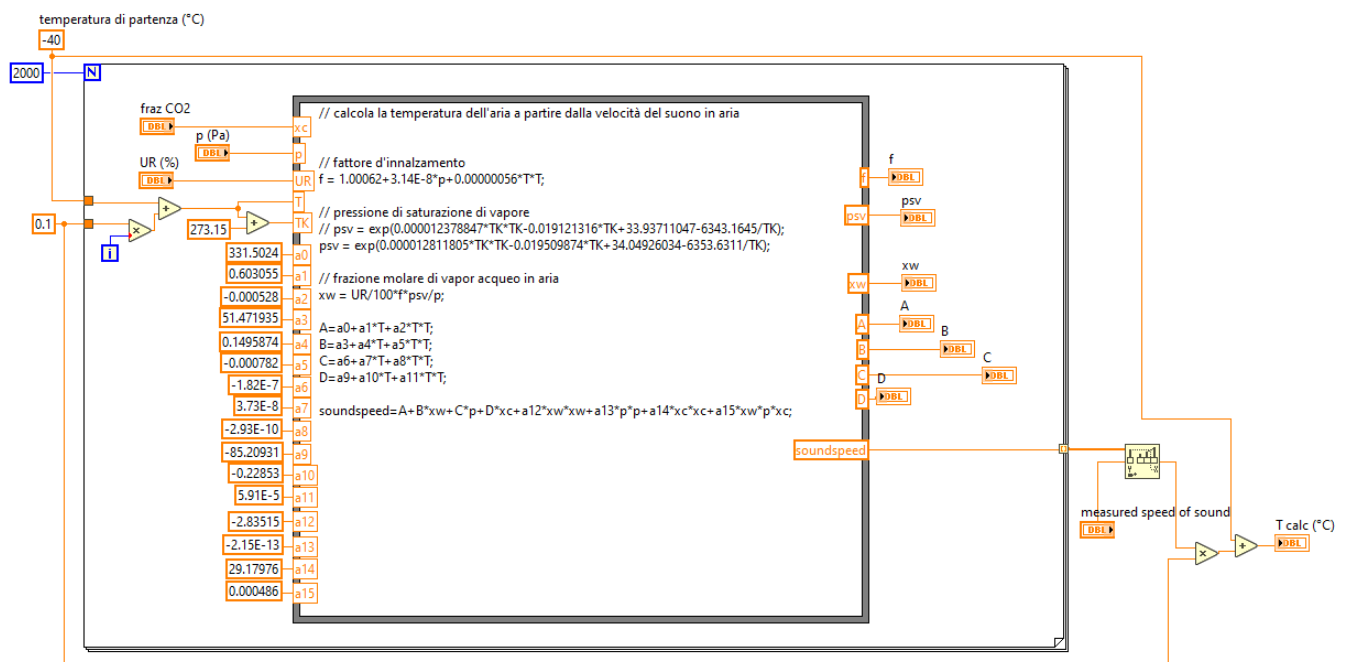 temperatura di partenza (°C)
-40
2000
N
fraz CO2
DBL
p (Pa)
DBL
UR (%)
DBL
0.1
i
273.15
xc
p
UR
T
TK
331.5024
a0
0.603055
a1
-0.000528
a2
51.471935
a3
0.1495874
a4
-0.000782
a5
-1.82E-7
a6
3.73E-8
a7
-2.93E-10
a8
-85.20931
a9
-0.22853
a10
5.91E-5
a11
-2.83515
a12
-2.15E-13
a13
29.17976
a14
0.000486
a15
// calcola la temperatura dell'aria a partire dalla velocità del suono in aria
// fattore d'innalzamento
f = 1.00062+3.14E-8*p+0.00000056*T*T;
// pressione di saturazione di vapore
// psv = exp(0.000012378847*TK*TK-0.019121316*TK+33.93711047-6343.1645/TK);
psv = exp(0.000012811805*TK*TK-0.019509874*TK+34.04926034-6353.6311/TK);
// frazione molare di vapor acqueo in aria
xw = UR/100*f*psv/p;
A=a0+a1*T+a2*T*T;
B=a3+a4*T+a5*T*T;
C=a6+a7*T+a8*T*T;
D=a9+a10*T+a11*T*T;
soundspeed=A+B*xw+C*p+D*xc+a12*xw*xw+a13*p*p+a14*xc*xc+a15*xw*p*xc;
f
f
DBL
psv
psv
DBL
xw
xw
DBL
A
A
DBL
B
B
DBL
C
C
DBL
D
D
DBL
soundspeed
measured speed of sound
DBL
T calc (°C)
DBL